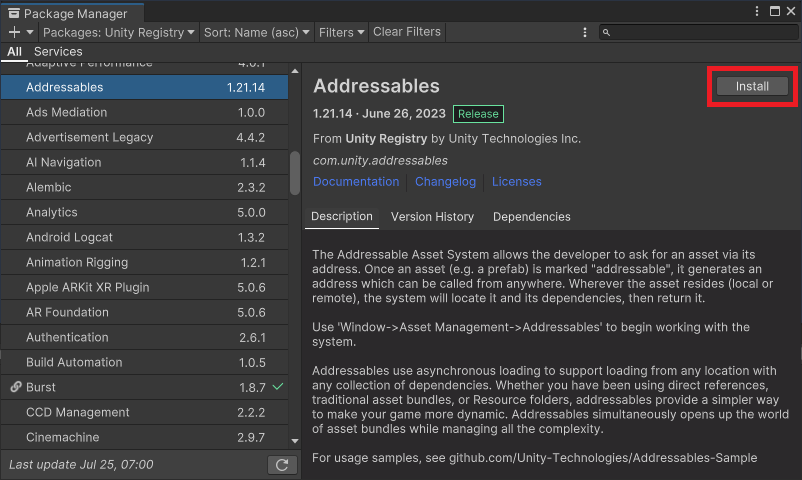 Package Manager
Packages: Unity Registry Sort: Name (asc) Filters Clear Filters
All Services
Adaptive Performance 4.0.1
Addressables 1.21.14
Ads Mediation 1.0.0
Advertisement Legacy 4.4.2
AI Navigation 1.1.4
Alembic 2.3.2
Analytics 5.0.0
Android Logcat 1.3.2
Animation Rigging 1.2.1
Apple ARKit XR Plugin 5.0.6
AR Foundation 5.0.6
Authentication 2.6.1
Build Automation 1.0.5
Burst 1.8.7
CCD Management 2.2.2
Cinemachine 2.9.7
Last update Jul 25, 07:00
Addressables
Install
1.21.14 · June 26, 2023 Release
From Unity Registry by Unity Technologies Inc.
com.unity.addressables
Documentation Changelog Licenses
Description Version History Dependencies
The Addressable Asset System allows the developer to ask for an asset via its
address. Once an asset (e.g. a prefab) is marked "addressable", it generates an
address which can be called from anywhere. Wherever the asset resides (local or
remote), the system will locate it and its dependencies, then return it.
Use 'Window->Asset Management->Addressables' to begin working with the
system.
Addressables use asynchronous loading to support loading from any location with
any collection of dependencies. Whether you have been using direct references,
traditional asset bundles, or Resource folders, addressables provide a simpler way
to make your game more dynamic. Addressables simultaneously opens up the world
of asset bundles while managing all the complexity.
For usage samples, see github.com/Unity-Technologies/Addressables-Sample